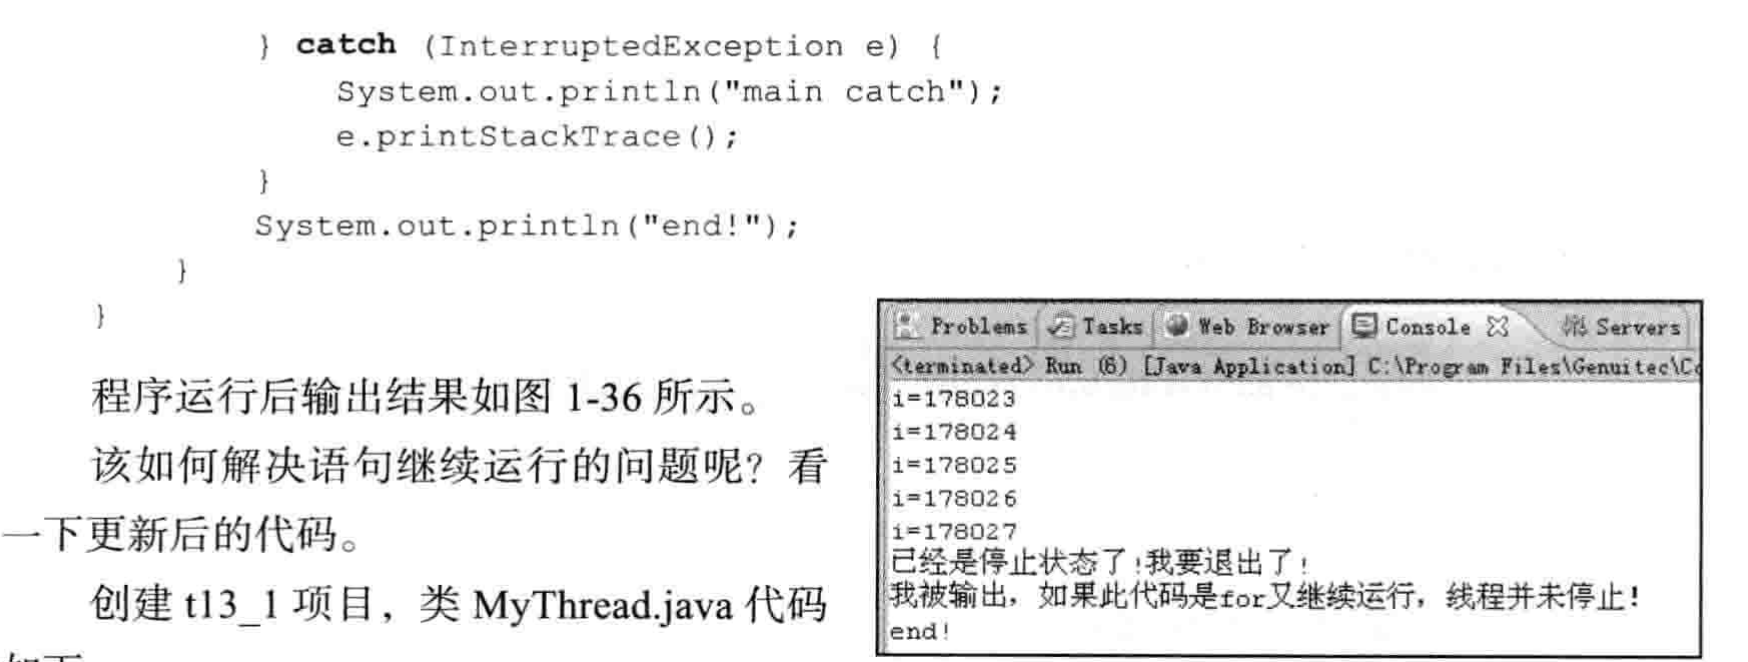 } catch (InterruptedException e) {
System.out.println("main catch");
e.printStackTrace();
}
System.out.println("end!");
}
}
程序运行后输出结果如图 1-36 所示。
该如何解决语句继续运行的问题呢？看
一下更新后的代码。
创建 t13_1 项目，类 MyThread.java 代码
Problems Tasks Web Browser Console Servers
<terminated> Run (6) [Java Application] C:\Program Files\Genuitec\
i=178023
i=178024
i=178025
i=178026
i=178027
已经是停止状态了!我要退出了!
我被输出，如果此代码是for又继续运行，线程并未停止!
end!